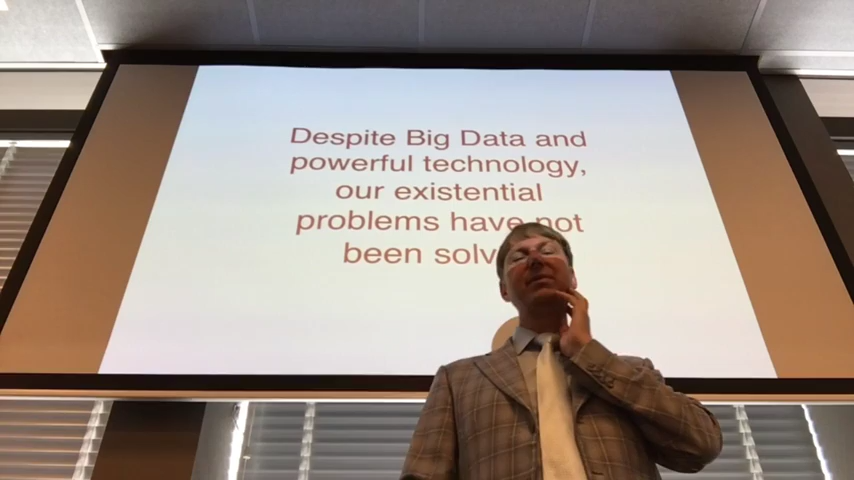 Despite Big Data and
powerful technology,
our existential
problems have not
been solv